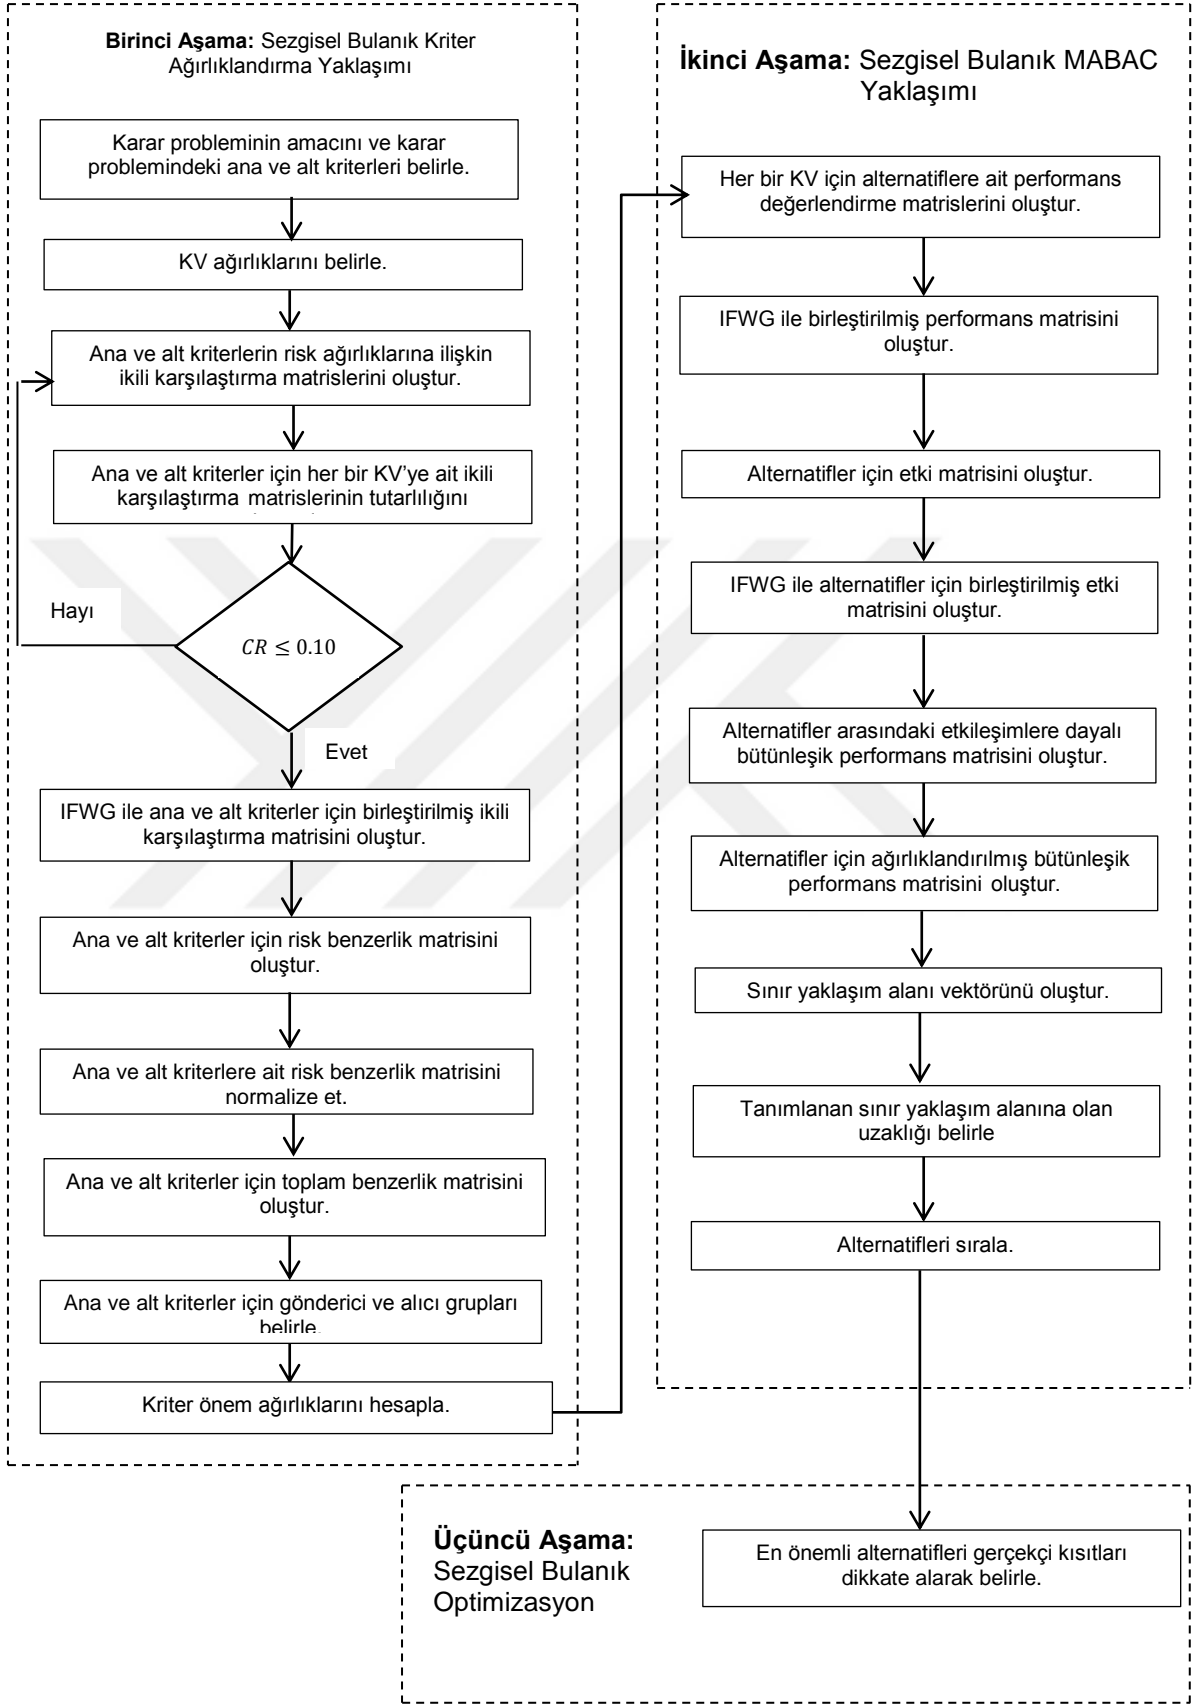 Birinci Aşama: Sezgisel Bulanık Kriter
Ağırlıklandırma Yaklaşımı
Karar probleminin amacını ve karar
problemindeki ana ve alt kriterleri belirle.
KV ağırlıklarını belirle.
Ana ve alt kriterlerin risk ağırlıklarına ilişkin
ikili karşılaştırma matrislerini oluştur.
Ana ve alt kriterler için her bir KV’ye ait ikili
karşılaştırma matrislerinin tutarlılığını
Hayı
CR ≤ 0.10
Evet
IFWG ile ana ve alt kriterler için birleştirilmiş ikili
karşılaştırma matrisini oluştur.
Ana ve alt kriterler için risk benzerlik matrisini
oluştur.
Ana ve alt kriterlere ait risk benzerlik matrisini
normalize et.
Ana ve alt kriterler için toplam benzerlik matrisini
oluştur.
Ana ve alt kriterler için gönderici ve alıcı grupları
belirle.
Kriter önem ağırlıklarını hesapla.
İkinci Aşama: Sezgisel Bulanık MABAC
Yaklaşımı
Her bir KV için alternatiflere ait performans
değerlendirme matrislerini oluştur.
IFWG ile birleştirilmiş performans matrisini
oluştur.
Alternatifler için etki matrisini oluştur.
IFWG ile alternatifler için birleştirilmiş etki
matrisini oluştur.
Alternatifler arasındaki etkileşimlere dayalı
bütünleşik performans matrisini oluştur.
Alternatifler için ağırlıklandırılmış bütünleşik
performans matrisini oluştur.
Sınır yaklaşım alanı vektörünü oluştur.
Tanımlanan sınır yaklaşım alanına olan
uzaklığı belirle
Alternatifleri sırala.
Üçüncü Aşama:
Sezgisel Bulanık
Optimizasyon
En önemli alternatifleri gerçekçi kısıtları
dikkate alarak belirle.